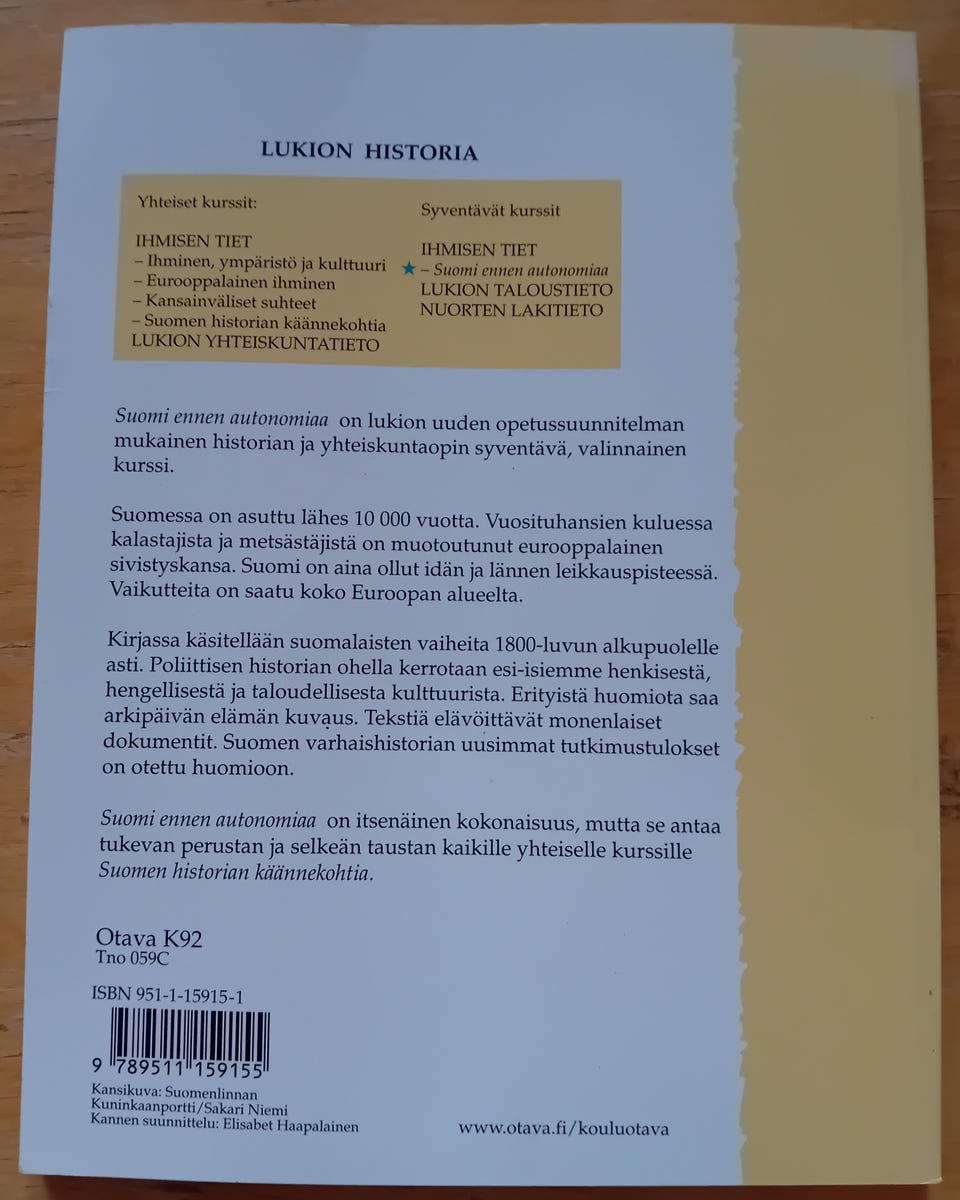 LUKION HISTORIA
Yhteiset kurssit:
IHMISEN TIET
– Ihminen, ympäristö ja kulttuuri
– Eurooppalainen ihminen
– Kansainväliset suhteet
– Suomen historian käännekohtia
LUKION YHTEISKUNTATIETO
Syventävät kurssit
IHMISEN TIET
★ – Suomi ennen autonomiaa
LUKION TALOUSTIETO
NUORTEN LAKITIETO
Suomi ennen autonomiaa on lukion uuden opetussuunnitelman
mukainen historian ja yhteiskuntaopin syventävä, valinnainen
kurssi.
Suomessa on asuttu lähes 10 000 vuotta. Vuosituhansien kuluessa
kalastajista ja metsästäjistä on muotoutunut eurooppalainen
sivistyskansa. Suomi on aina ollut idän ja lännen leikkauspisteessä.
Vaikutteita on saatu koko Euroopan alueelta.
Kirjassa käsitellään suomalaisten vaiheita 1800-luvun alkupuolelle
asti. Poliittisen historian ohella kerrotaan esi-isiemme henkisestä,
hengellisestä ja taloudellisesta kulttuurista. Erityistä huomiota saa
arkipäivän elämän kuvaus. Tekstiä elävöittävät monenlaiset
dokumentit. Suomen varhaishistorian uusimmat tutkimustulokset
on otettu huomioon.
Suomi ennen autonomiaa on itsenäinen kokonaisuus, mutta se antaa
tukevan perustan ja selkeän taustan kaikille yhteiselle kurssille
Suomen historian käännekohtia.
Otava K92
Tno 059C
ISBN 951-1-15915-1
9 789511 159155
Kansikuva: Suomenlinnan
Kuninkaanportti/Sakari Niemi
Kannen suunnittelu: Elisabet Haapalainen
www.otava.fi/kouluotava